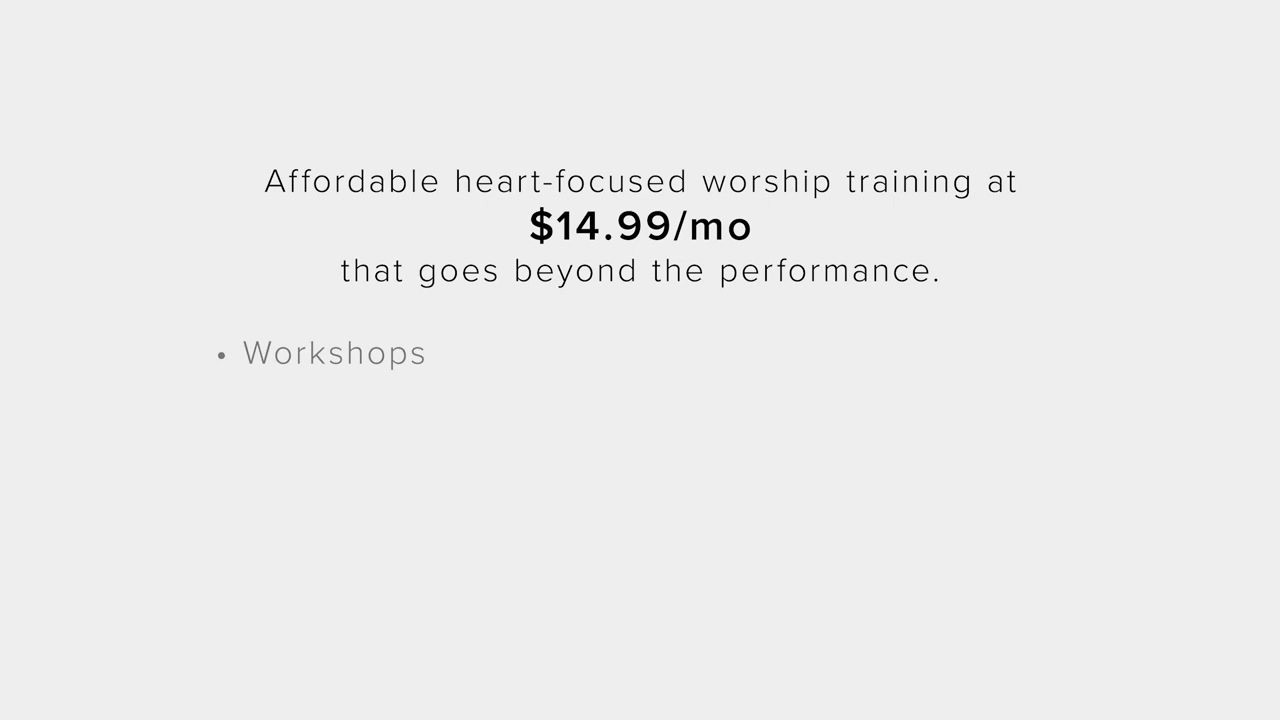 Affordable heart-focused worship training at
$14.99/mo
that goes beyond the performance.
• Workshops